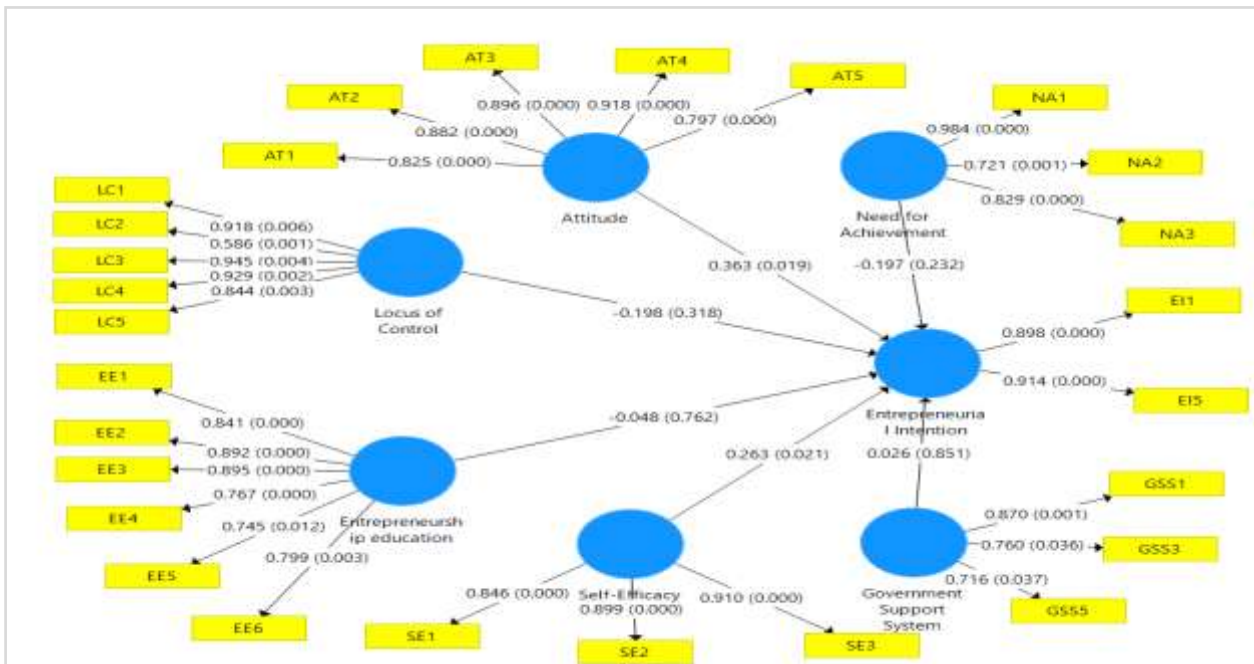 AT3
AT4
AT2
AT5
AT1
0.896 (0.000)
0.918 (0.000)
0.882 (0.000)
0.797 (0.000)
0.825 (0.000)
Attitude
NA1
NA2
NA3
0.984 (0.000)
0.721 (0.001)
0.829 (0.000)
Need for
Achievement
LC1
LC2
LC3
LC4
LC5
0.918 (0.006)
0.586 (0.001)
0.945 (0.004)
0.929 (0.002)
0.844 (0.003)
Locus of
Control
0.363 (0.019)
-0.197 (0.232)
-0.198 (0.318)
EI1
EI5
0.898 (0.000)
0.914 (0.000)
Entrepreneuria
l Intention
EE1
EE2
EE3
EE4
EE5
EE6
0.841 (0.000)
0.892 (0.000)
0.895 (0.000)
0.767 (0.000)
0.745 (0.012)
0.799 (0.003)
Entrepreneursh
ip education
-0.048 (0.762)
0.263 (0.021)
0.026 (0.851)
SE1
SE2
SE3
0.846 (0.000)
Self-Efficacy
0.899 (0.000)
0.910 (0.000)
GSS1
GSS3
GSS5
0.870 (0.001)
0.760 (0.036)
0.716 (0.037)
Government
Support
System